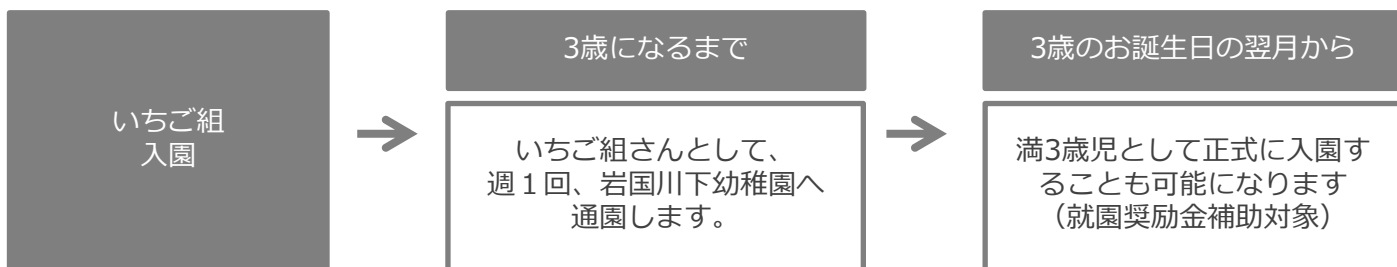 いちご組
入園
3歳になるまで
いちご組さんとして、
週１回、岩国川下幼稚園へ
通園します。
3歳のお誕生日の翌月から
満3歳児として正式に入園す
ることも可能になります
（就園奨励金補助対象）